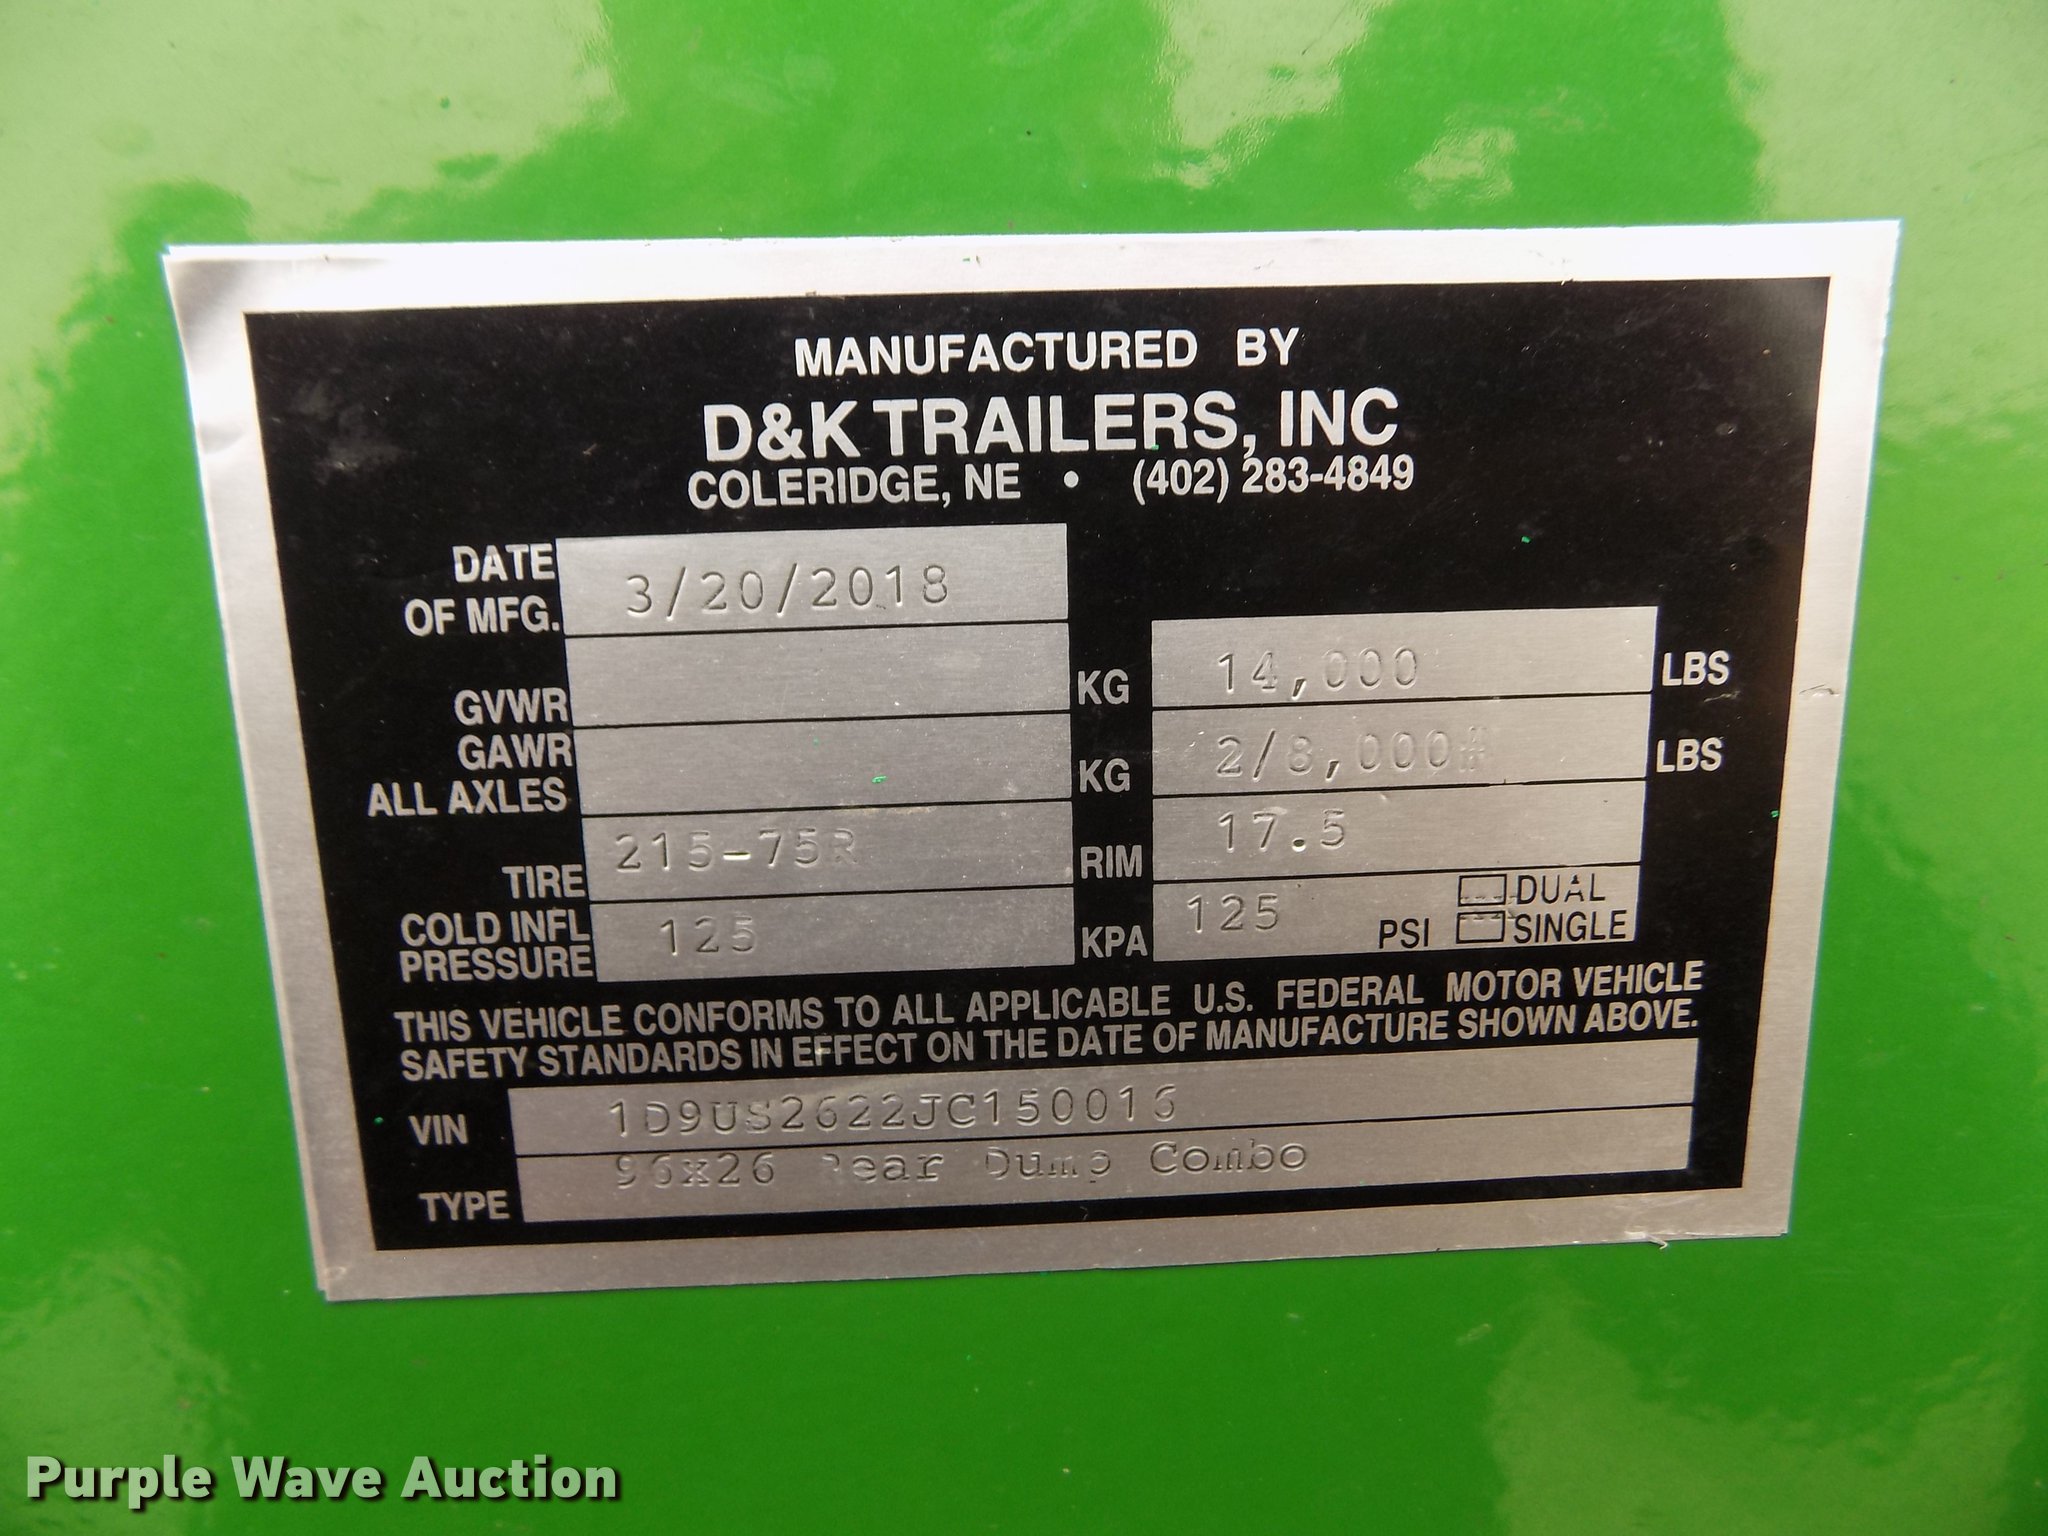 MANUFACTURED BY
D&K TRAILERS, INC
COLERIDGE, NE • (402) 283-4849
DATE OF MFG. 3/20/2018
GVWR KG 14,000 LBS
GAWR ALL AXLES KG 2/8,000# LBS
TIRE 215-75R RIM 17.5
COLD INFL PRESSURE 125 KPA 125 PSI DUAL SINGLE
THIS VEHICLE CONFORMS TO ALL APPLICABLE U.S. FEDERAL MOTOR VEHICLE
SAFETY STANDARDS IN EFFECT ON THE DATE OF MANUFACTURE SHOWN ABOVE.
VIN 1D9US2622JC150016
TYPE 96x26 Rear Dump Combo
Purple Wave Auction